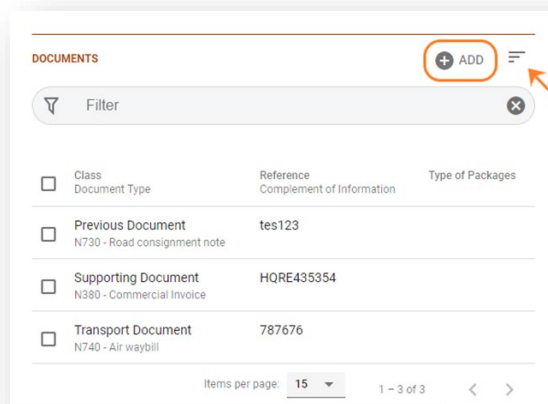 DOCUMENTS
ADD
Filter
Class Reference Type of Packages
Document Type Complement of Information
Previous Document tes123
N730 - Road consignment note
Supporting Document HQRE435354
N380 - Commercial Invoice
Transport Document 787676
N740 - Air waybill
Items per page: 15 1 – 3 of 3